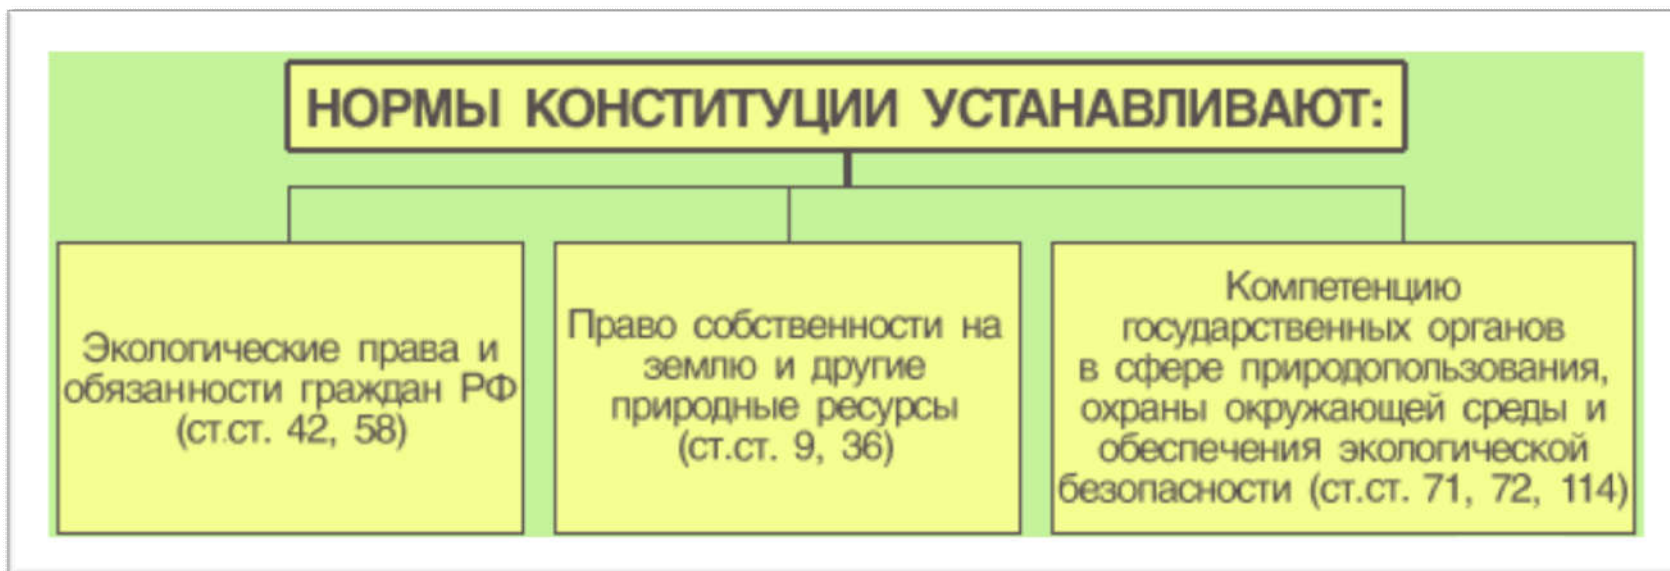 НОРМЫ КОНСТИТУЦИИ УСТАНАВЛИВАЮТ:
Экологические права и
обязанности граждан РФ
(ст.ст. 42, 58)
Право собственности на
землю и другие
природные ресурсы
(ст.ст. 9, 36)
Компетенцию
государственных органов
в сфере природопользования,
охраны окружающей среды и
обеспечения экологической
безопасности (ст.ст. 71, 72, 114)